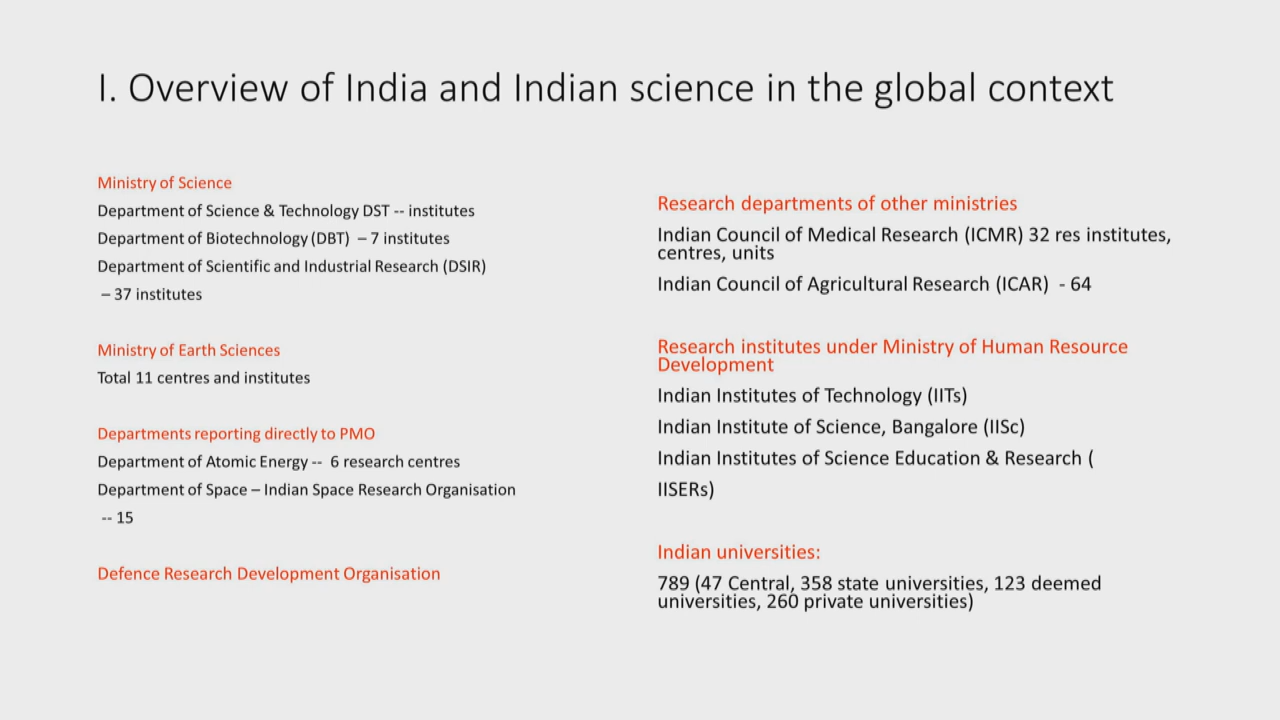 I. Overview of India and Indian science in the global context
Ministry of Science
Department of Science & Technology DST -- institutes
Department of Biotechnology (DBT) – 7 institutes
Department of Scientific and Industrial Research (DSIR)
– 37 institutes
Ministry of Earth Sciences
Total 11 centres and institutes
Departments reporting directly to PMO
Department of Atomic Energy -- 6 research centres
Department of Space – Indian Space Research Organisation
-- 15
Defence Research Development Organisation
Research departments of other ministries
Indian Council of Medical Research (ICMR) 32 res institutes,
centres, units
Indian Council of Agricultural Research (ICAR) - 64
Research institutes under Ministry of Human Resource
Development
Indian Institutes of Technology (IITs)
Indian Institute of Science, Bangalore (IISc)
Indian Institutes of Science Education & Research (
IISERs)
Indian universities:
789 (47 Central, 358 state universities, 123 deemed
universities, 260 private universities)